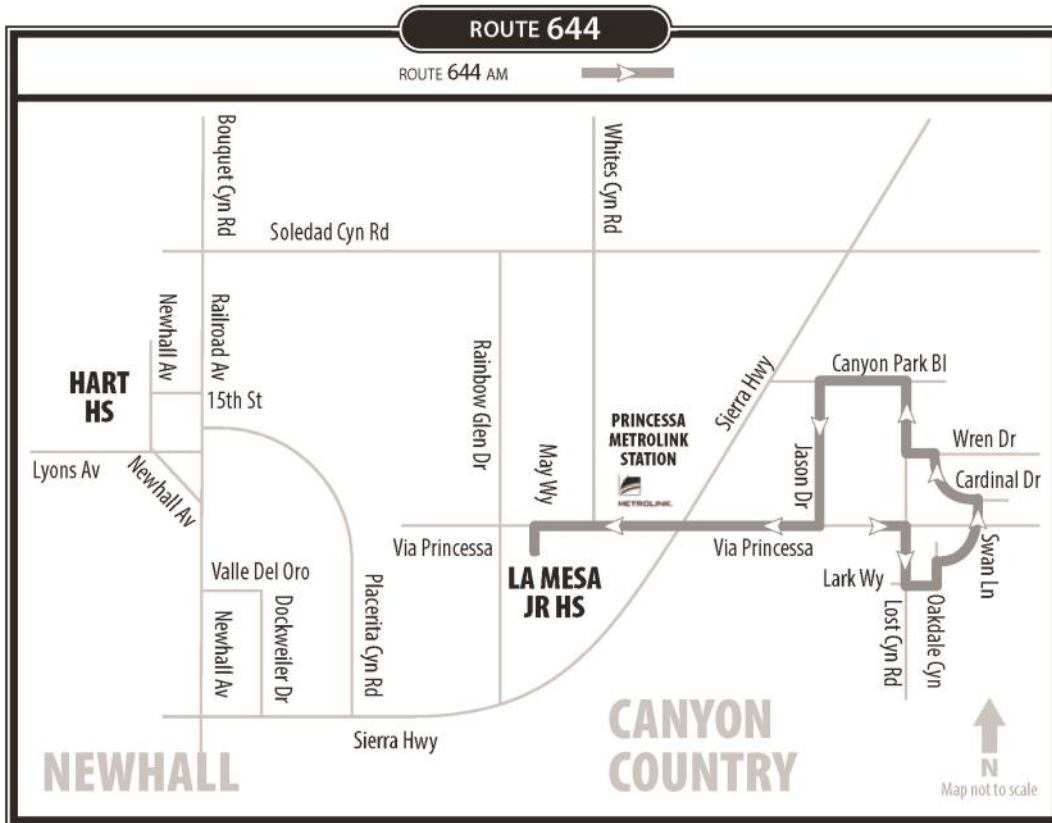 ROUTE 644
ROUTE 644 AM
Bouquet Cyn Rd
Whites Cyn Rd
Soledad Cyn Rd
Newhall Av
Railroad Av
Rainbow Glen Dr
Sierra Hwy
Canyon Park Bl
HART
HS
15th St
PRINCESSA
METROLINK
STATION
METROLINK.
May Wy
Jason Dr
Wren Dr
Lyons Av
Newhall Av
Cardinal Dr
Via Princessa
Via Princessa
Swan Ln
LA MESA
JR HS
Lark Wy
Valle Del Oro
Newhall Av
Dockweiler Dr
Placerita Cyn Rd
Lost Cyn Rd
Oakdale Cyn
Sierra Hwy
NEWHALL
CANYON
COUNTRY
N
Map not to scale